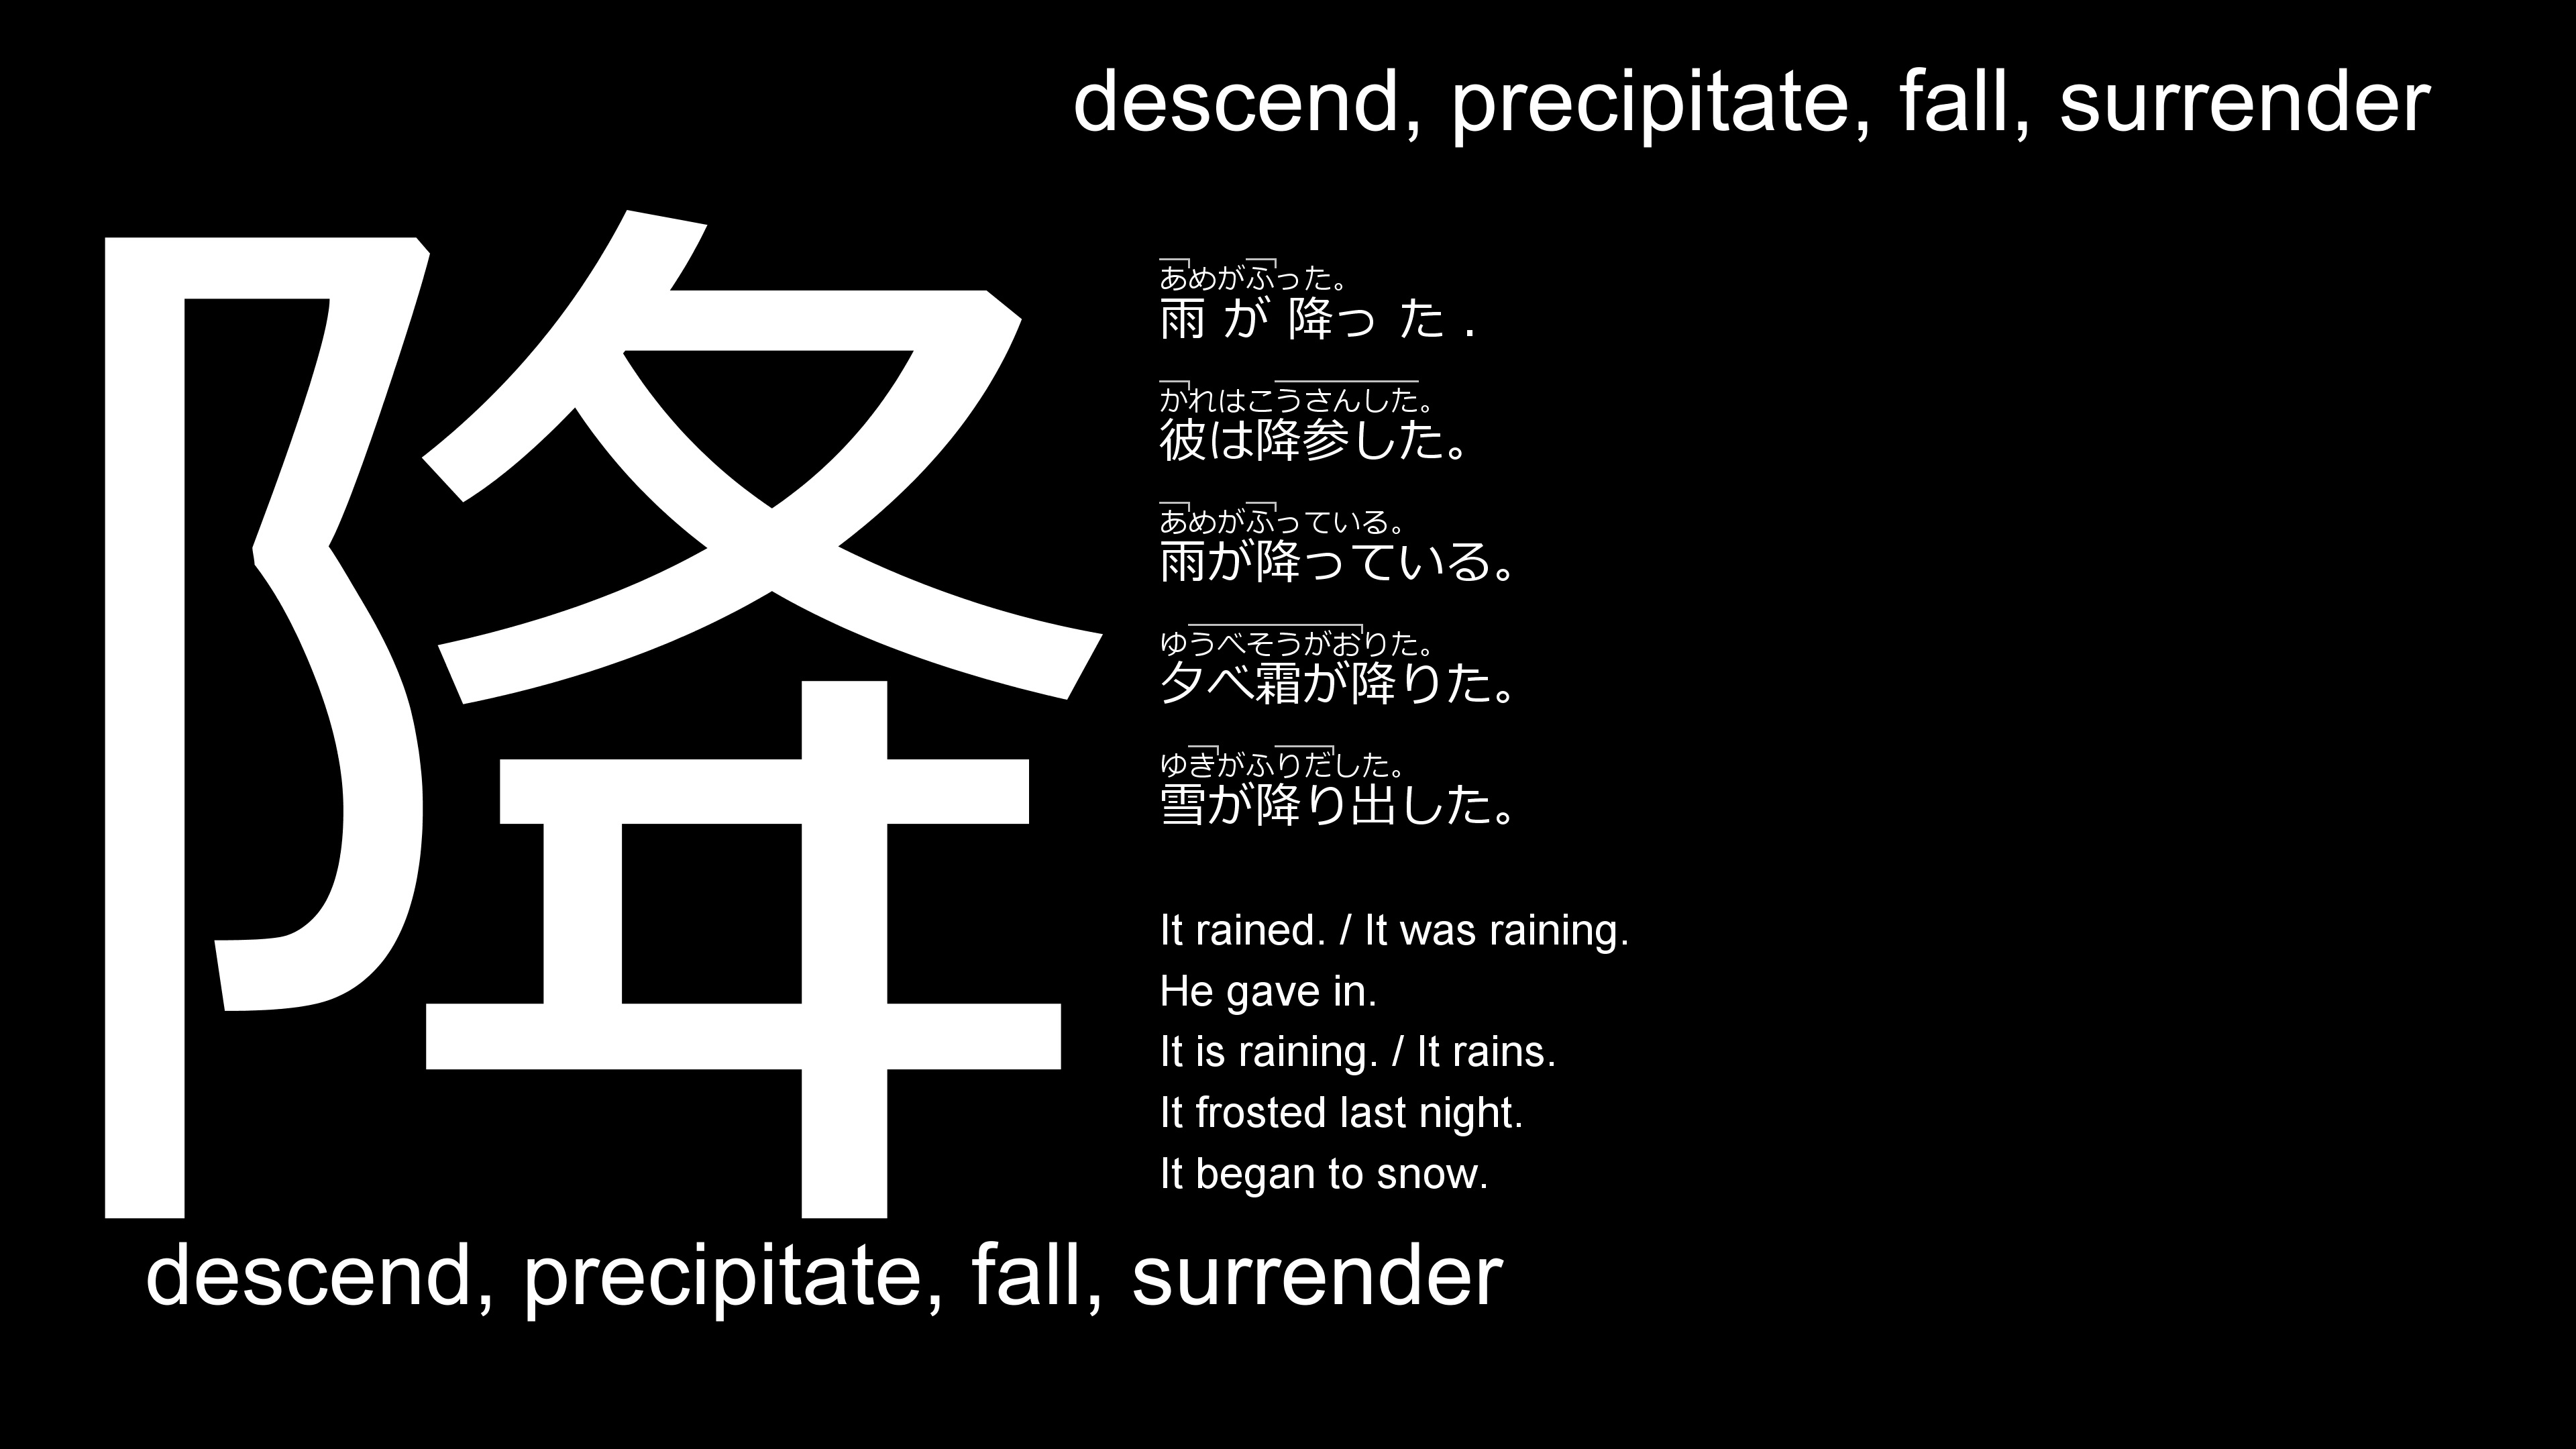 descend, precipitate, fall, surrender
降
あめがふった。
雨 が 降っ た .
かれはこうさんした。
彼は降参した。
あめがふっている。
雨が降っている。
ゆうべそうがおりた。
夕べ霜が降りた。
ゆきがふりだした。
雪が降り出した。
It rained. / It was raining.
He gave in.
It is raining. / It rains.
It frosted last night.
It began to snow.
descend, precipitate, fall, surrender